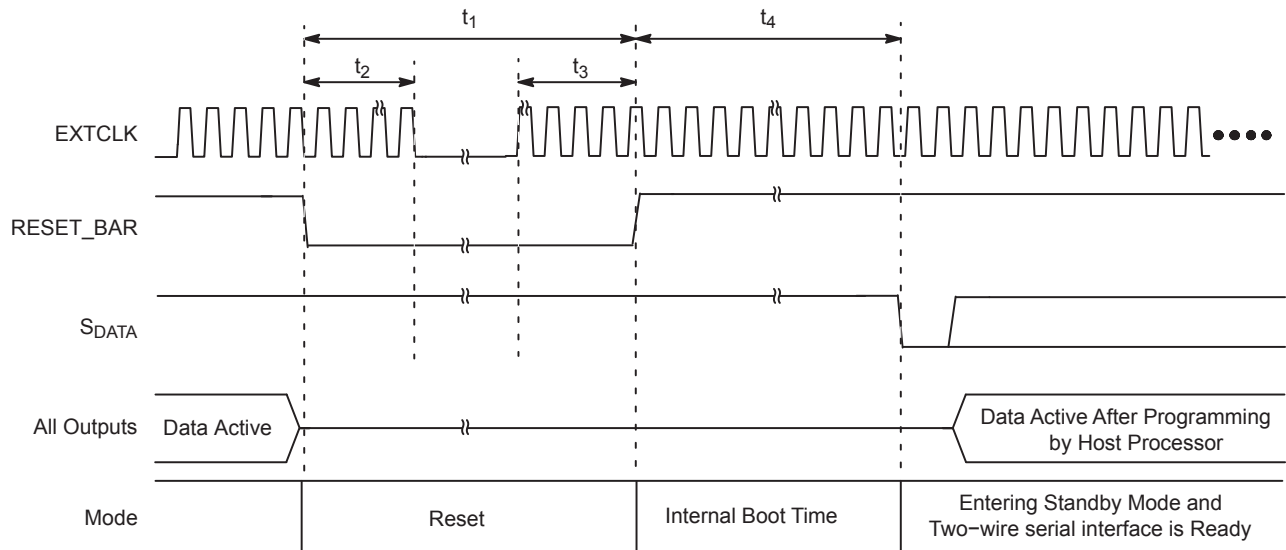 t1
t4
t2
t3
EXTCLK
RESET_BAR
SDATA
All Outputs
Data Active
Data Active After Programming
by Host Processor
Mode
Reset
Internal Boot Time
Entering Standby Mode and
Two−wire serial interface is Ready